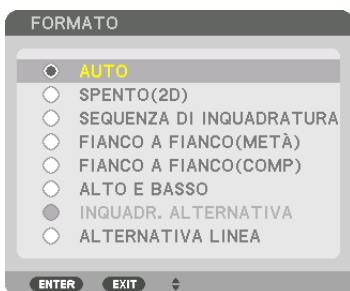 FORMATO
AUTO
SPENTO(2D)
SEQUENZA DI INQUADRATURA
FIANCO A FIANCO(METÀ)
FIANCO A FIANCO(COMP)
ALTO E BASSO
INQUADR. ALTERNATIVA
ALTERNATIVA LINEA
ENTER EXIT